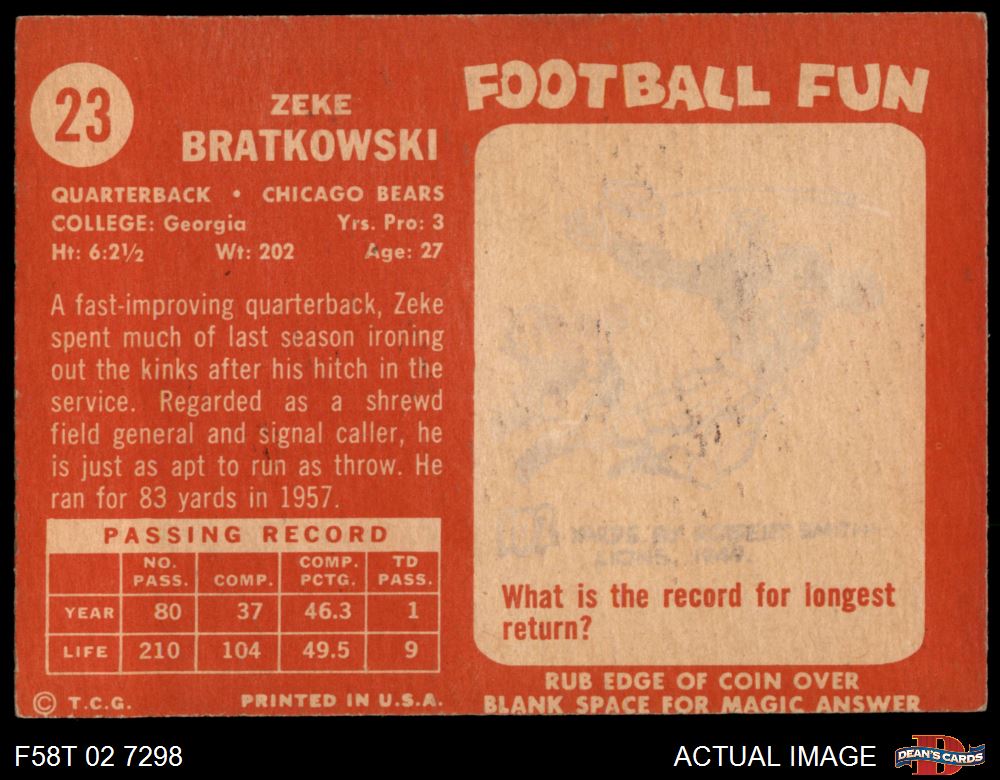 23
ZEKE
BRATKOWSKI
QUARTERBACK • CHICAGO BEARS
COLLEGE: Georgia Yrs. Pro: 3
Ht: 6:2½ Wt: 202 Age: 27
A fast-improving quarterback, Zeke
spent much of last season ironing
out the kinks after his hitch in the
service. Regarded as a shrewd
field general and signal caller, he
is just as apt to run as throw. He
ran for 83 yards in 1957.
PASSING RECORD
NO. PASS. COMP. COMP. PCTG. TD PASS.
YEAR 80 37 46.3 1
LIFE 210 104 49.5 9
© T.C.G. PRINTED IN U.S.A.
FOOTBALL FUN
YARDS BY
LIONS,
What is the record for longest
return?
RUB EDGE OF COIN OVER
BLANK SPACE FOR MAGIC ANSWER
F58T 02 7298
ACTUAL IMAGE
D
DEAN'S CARDS